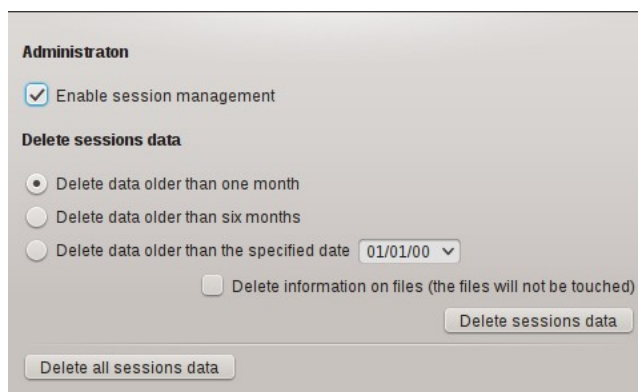 Administraton
Enable session management
Delete sessions data
Delete data older than one month
Delete data older than six months
Delete data older than the specified date 01/01/00
Delete information on files (the files will not be touched)
Delete sessions data
Delete all sessions data